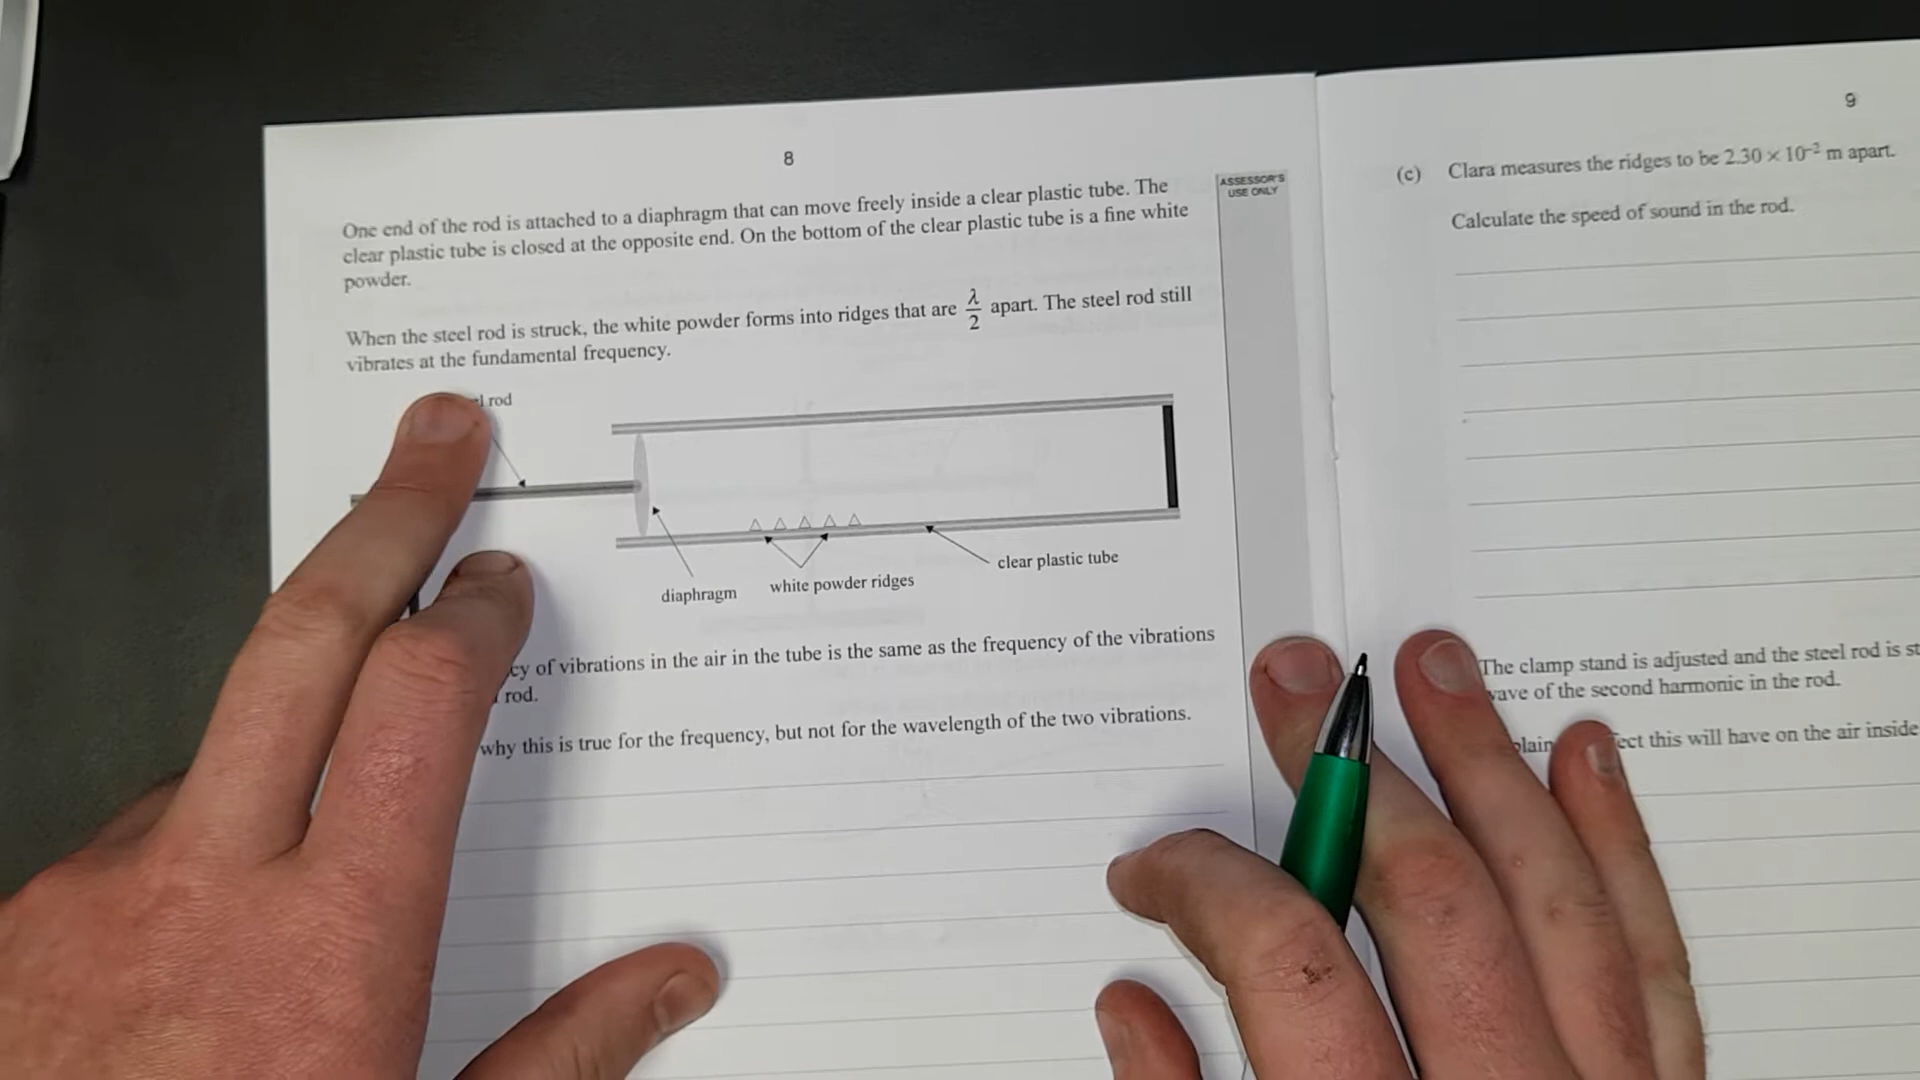 8
One end of the rod is attached to a diaphragm that can move freely inside a clear plastic tube. The
clear plastic tube is closed at the opposite end. On the bottom of the clear plastic tube is a fine white
powder.
When the steel rod is struck, the white powder forms into ridges that are λ/2 apart. The steel rod still
vibrates at the fundamental frequency.
rod
diaphragm
white powder ridges
clear plastic tube
of vibrations in the air in the tube is the same as the frequency of the vibrations
rod.
why this is true for the frequency, but not for the wavelength of the two vibrations.
ASSESSOR'S
USE ONLY
9
(c) Clara measures the ridges to be 2.30 × 10⁻² m apart.
Calculate the speed of sound in the rod.
The clamp stand is adjusted and the steel rod is
of the second harmonic in the rod.
this will have on the air inside